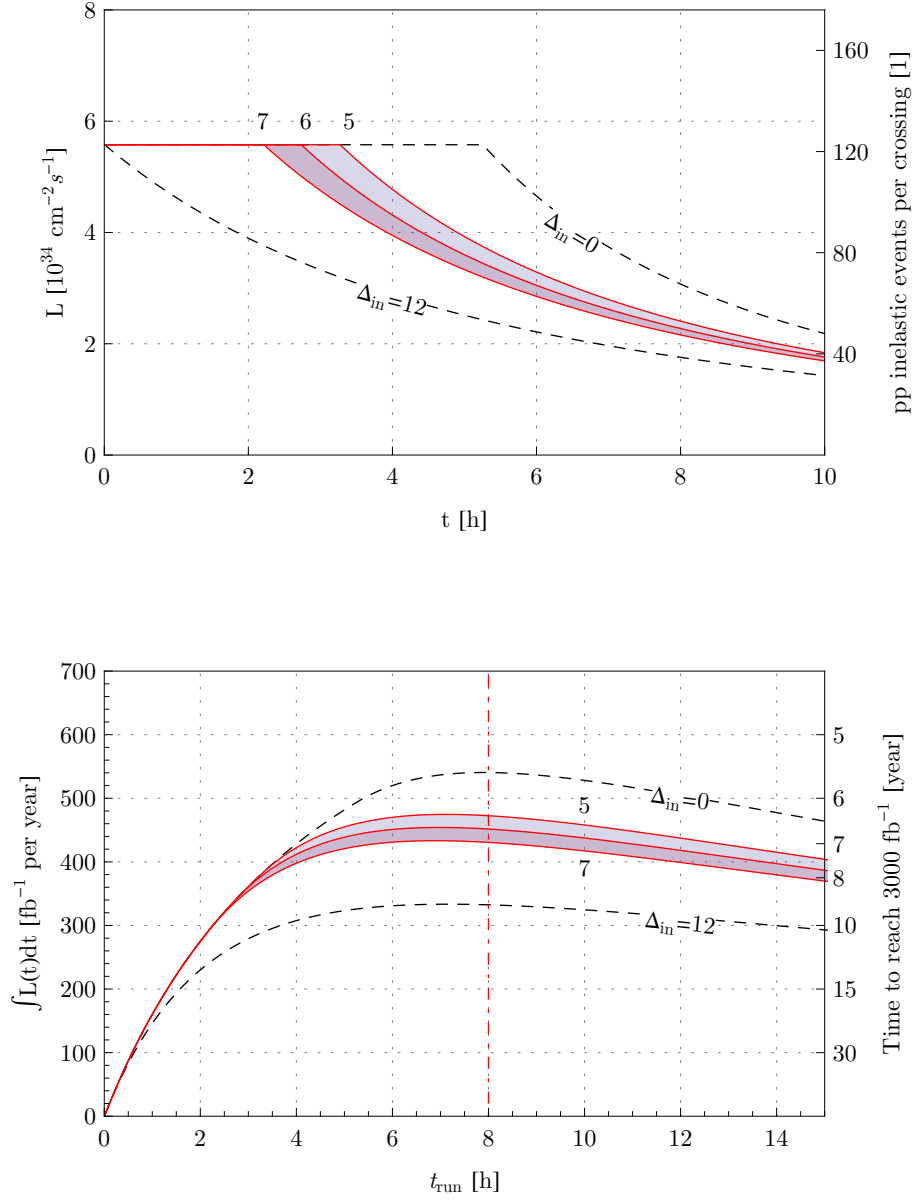 8
6
4
2
0
L [10^34 cm^−2 s^−1]
7 6 5
Δ_in=0
Δ_in=12
160
120
80
40
pp inelastic events per crossing [1]
0 2 4 6 8 10
t [h]
700
600
500
400
300
200
100
0
∫L(t)dt [fb^−1 per year]
Δ_in=0
5
7
Δ_in=12
5
6
7
8
10
15
30
Time to reach 3000 fb^−1 [year]
0 2 4 6 8 10 12 14
t_run [h]